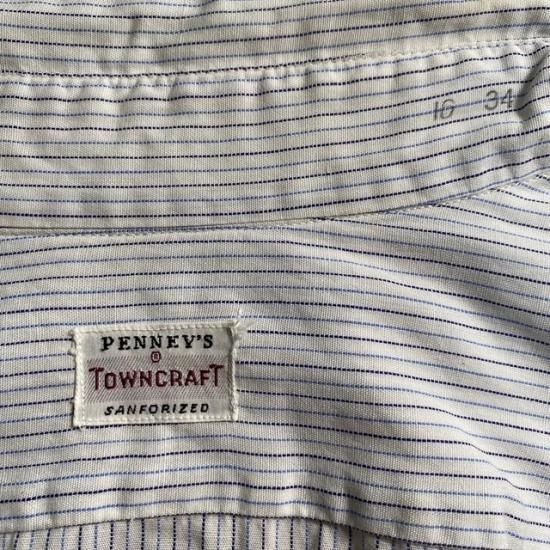 16 34
PENNEY'S
®
TOWNCRAFT
SANFORIZED